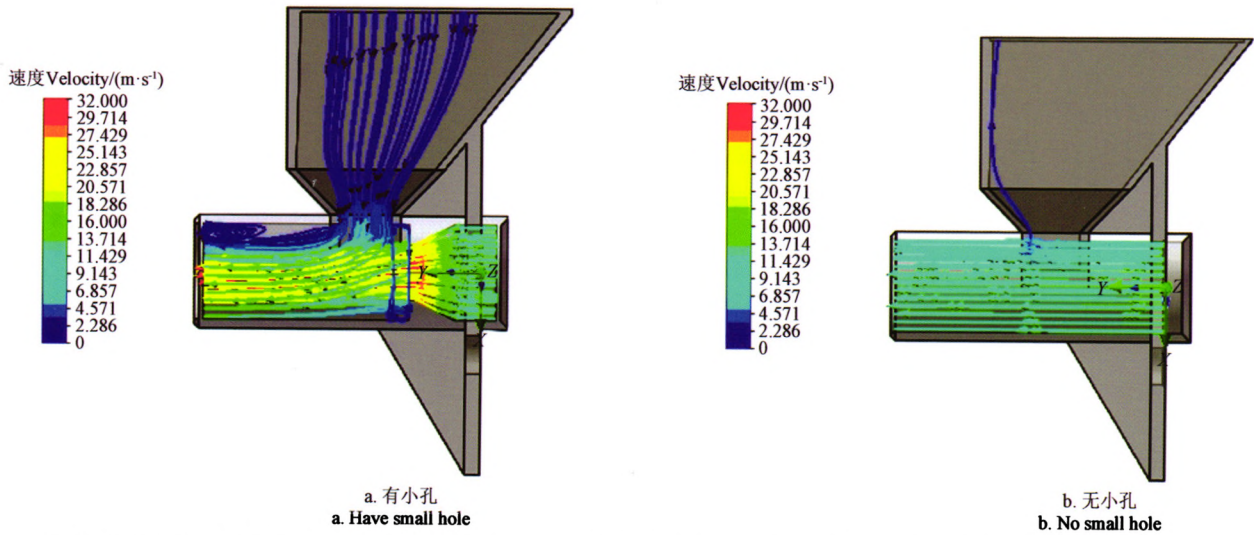 速度Velocity/(m·s⁻¹)
32.000
29.714
27.429
25.143
22.857
20.571
18.286
16.000
13.714
11.429
9.143
6.857
4.571
2.286
0
Y
Z
X
a. 有小孔
a. Have small hole
速度Velocity/(m·s⁻¹)
32.000
29.714
27.429
25.143
22.857
20.571
18.286
16.000
13.714
11.429
9.143
6.857
4.571
2.286
0
Y
Z
X
b. 无小孔
b. No small hole